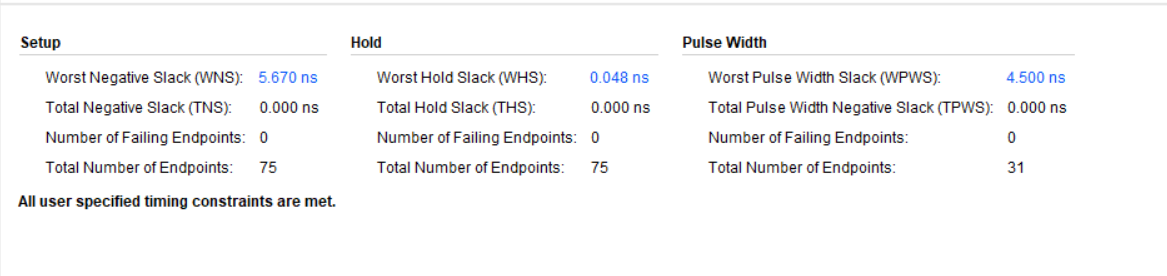 Setup Hold Pulse Width
Worst Negative Slack (WNS): 5.670 ns Worst Hold Slack (WHS): 0.048 ns Worst Pulse Width Slack (WPWS): 4.500 ns
Total Negative Slack (TNS): 0.000 ns Total Hold Slack (THS): 0.000 ns Total Pulse Width Negative Slack (TPWS): 0.000 ns
Number of Failing Endpoints: 0 Number of Failing Endpoints: 0 Number of Failing Endpoints: 0
Total Number of Endpoints: 75 Total Number of Endpoints: 75 Total Number of Endpoints: 31
All user specified timing constraints are met.